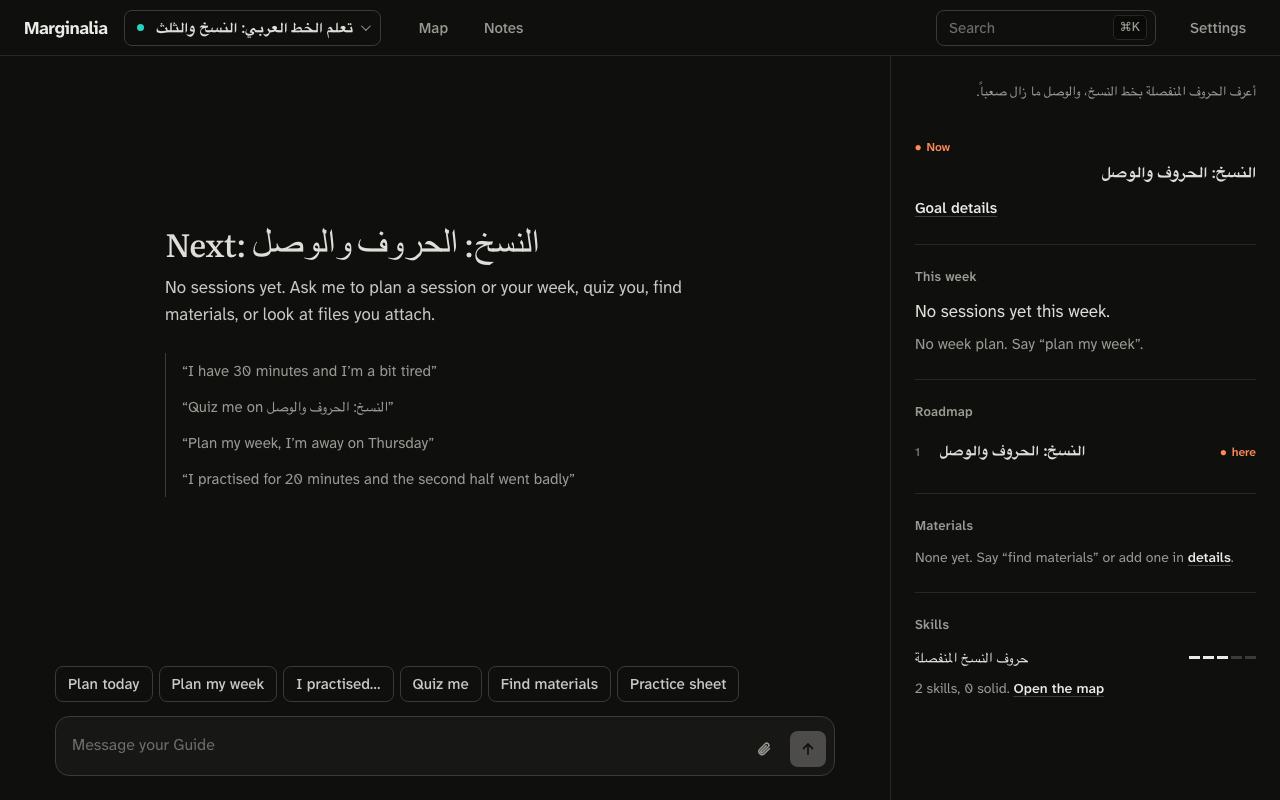 Marginalia
تعلم الخط العربي: النسخ والثلث
Map
Notes
Search
⌘K
Settings
Next: النسخ: الحروف والوصل
No sessions yet. Ask me to plan a session or your week, quiz you, find
materials, or look at files you attach.
“I have 30 minutes and I’m a bit tired”
“Quiz me on النسخ: الحروف والوصل”
“Plan my week, I’m away on Thursday”
“I practised for 20 minutes and the second half went badly”
Plan today
Plan my week
I practised…
Quiz me
Find materials
Practice sheet
Message your Guide
أعرف الحروف المنفصلة بخط النسخ، والوصل ما زال صعباً.
Now
النسخ: الحروف والوصل
Goal details
This week
No sessions yet this week.
No week plan. Say “plan my week”.
Roadmap
1 النسخ: الحروف والوصل here
Materials
None yet. Say “find materials” or add one in details.
Skills
حروف النسخ المنفصلة
2 skills, 0 solid. Open the map